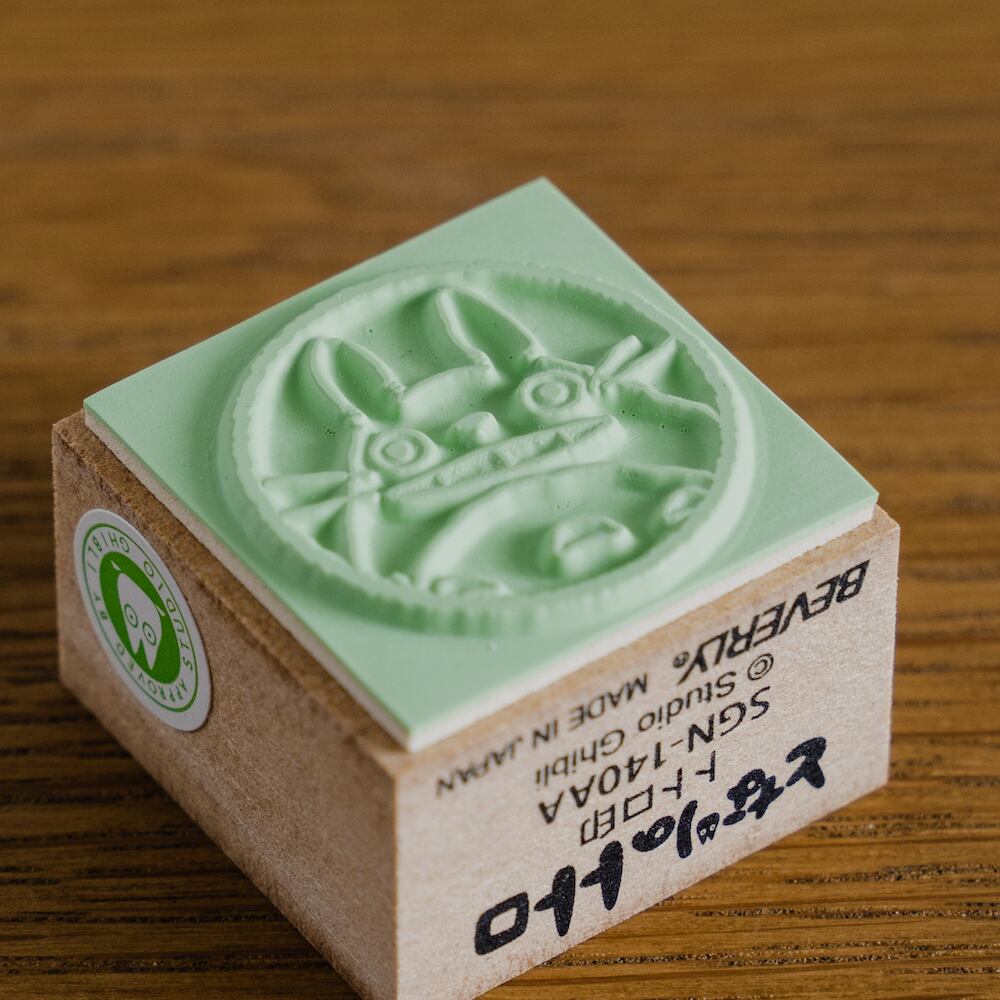 となりのトトロ
トトロ印
SGN-140AA
© Studio Ghibli
BEVERLY® MADE IN JAPAN
APPROVED BY STUDIO GHIBLI